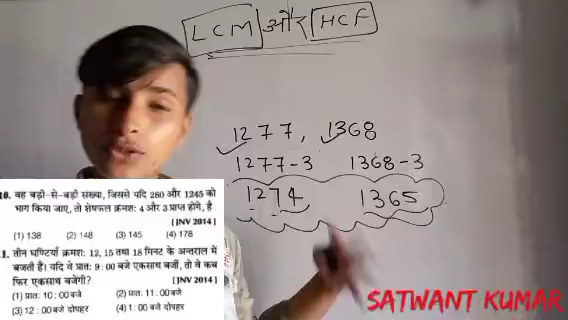 LCM और HCF
1277, 1368
1277-3 1368-3
1274 1365
10. वह बड़ी-से-बड़ी संख्या, जिससे यदि 280 और 1245 को
भाग किया जाए, तो शेषफल क्रमशः 4 और 3 प्राप्त होंगे, है
[JNV 2014]
(1) 138 (2) 148 (3) 145 (4) 178
1. तीन घण्टियाँ क्रमशः 12, 15 तथा 18 मिनट के अन्तराल में
बजती हैं। यदि वे प्रातः 9:00 बजे एकसाथ बजीं, तो वे कब
फिर एकसाथ बजेंगी? [JNV 2014]
(1) प्रातः 10:00 बजे (2) प्रातः 11:00 बजे
(3) 12:00 बजे दोपहर (4) 1:00 बजे दोपहर
SATWANT KUMAR